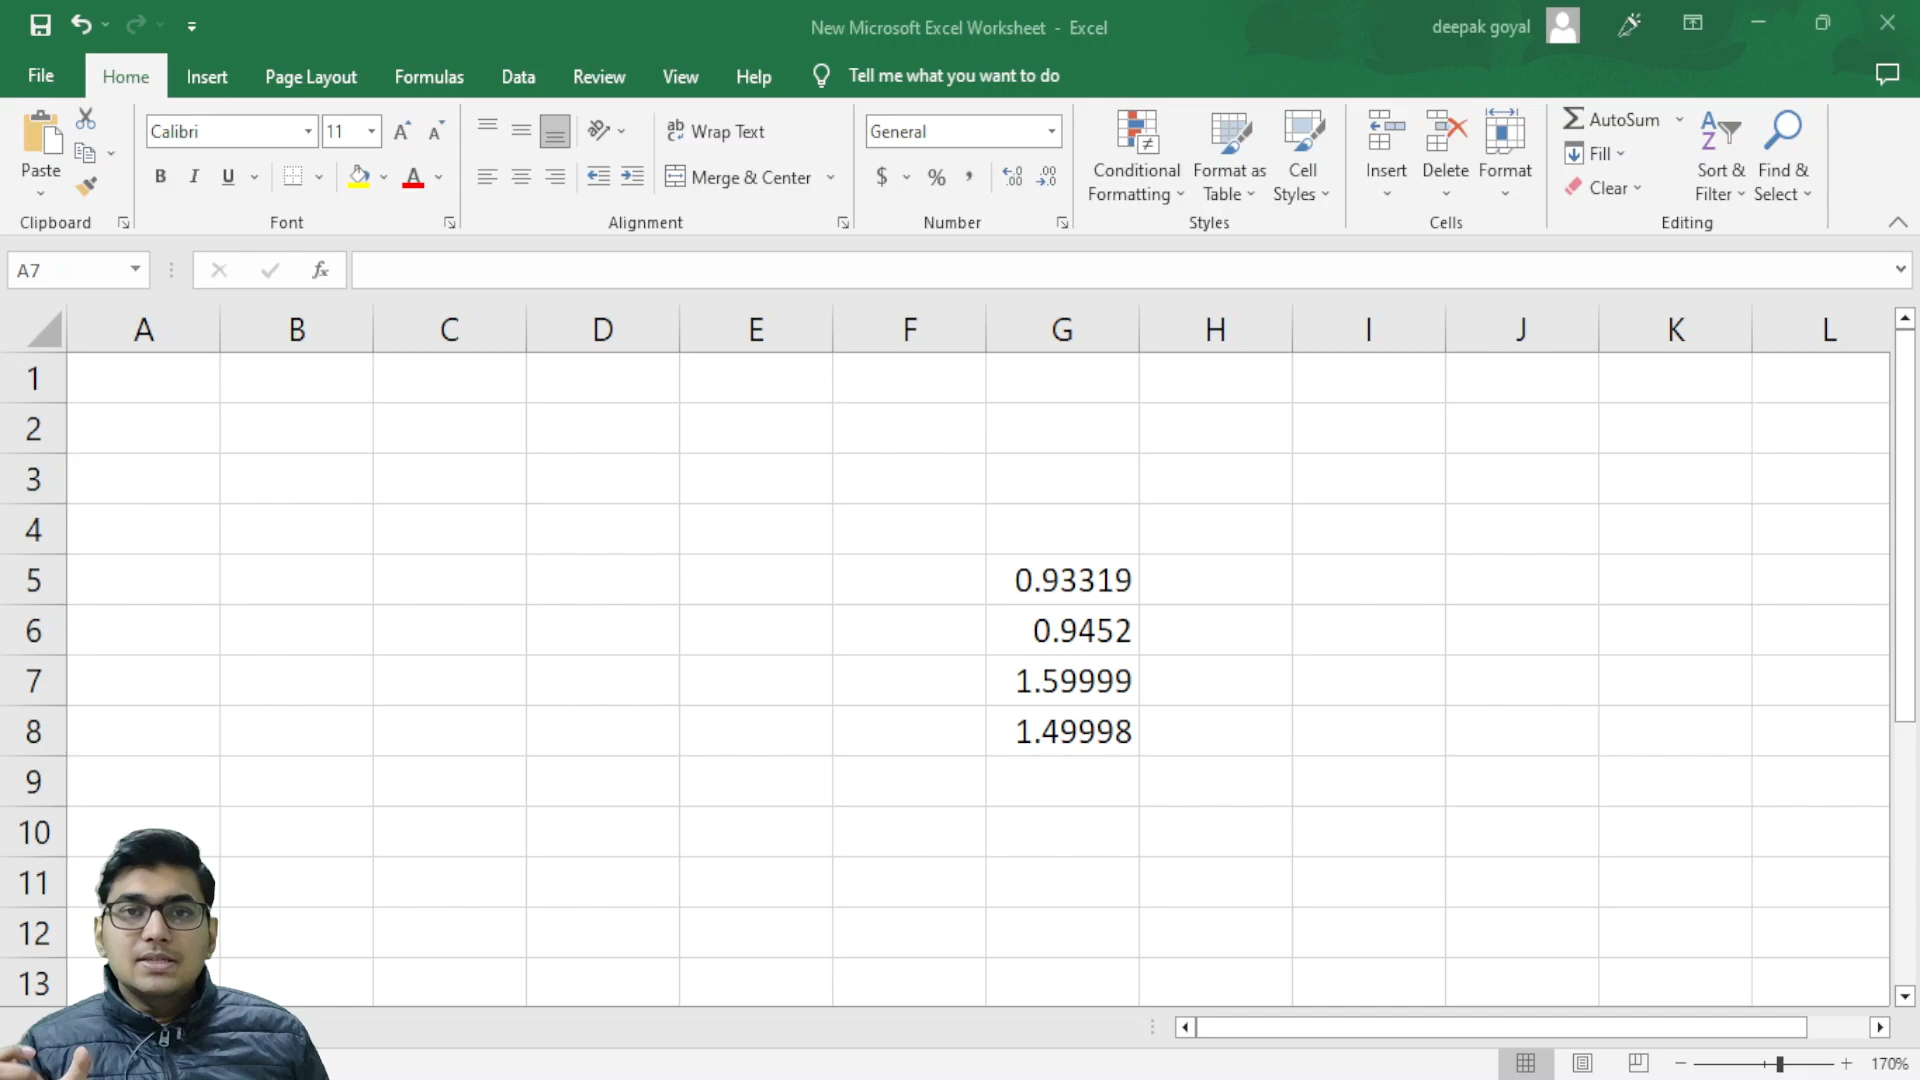 New Microsoft Excel Worksheet - Excel
deepak goyal
File Home Insert Page Layout Formulas Data Review View Help Tell me what you want to do
Paste
Clipboard
Calibri 11
B I U
Font
ab Wrap Text
Merge & Center
Alignment
General
$ % ,
Number
Conditional Formatting
Format as Table
Cell Styles
Styles
Insert Delete Format
Cells
AutoSum
Fill
Clear
Sort & Filter
Find & Select
Editing
A7 fx
A B C D E F G H I J K L
1
2
3
4
5 0.93319
6 0.9452
7 1.59999
8 1.49998
9
10
11
12
13
170%